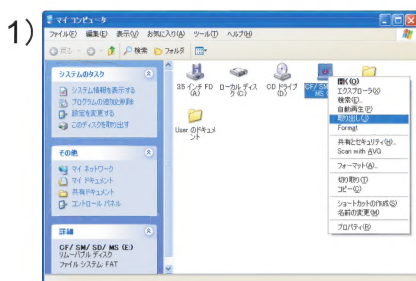 1)
マイ コンピュータ
ファイル(F) 編集(E) 表示(V) お気に入り(A) ツール(T) ヘルプ(H)
戻る 検索 フォルダ
システムのタスク
システム情報を表示する
プログラムの追加と削除
設定を変更する
このディスクを取り出す
その他
マイ ネットワーク
マイ ドキュメント
共有ドキュメント
コントロール パネル
詳細
CF/ SM/ SD/ MS (E:)
リムーバブル ディスク
ファイル システム: FAT
35 インチ FD (A:)
ローカル ディスク (C:)
CD ドライブ (D:)
CF/SM
MS
User のドキュメント
開く(O)
エクスプローラ(X)
検索(E)...
自動再生(P)
取り出し(J)
Format
共有とセキュリティ(H)...
Scan with AVG
フォーマット(A)...
切り取り(T)
コピー(C)
ショートカットの作成(S)
名前の変更(M)
プロパティ(R)